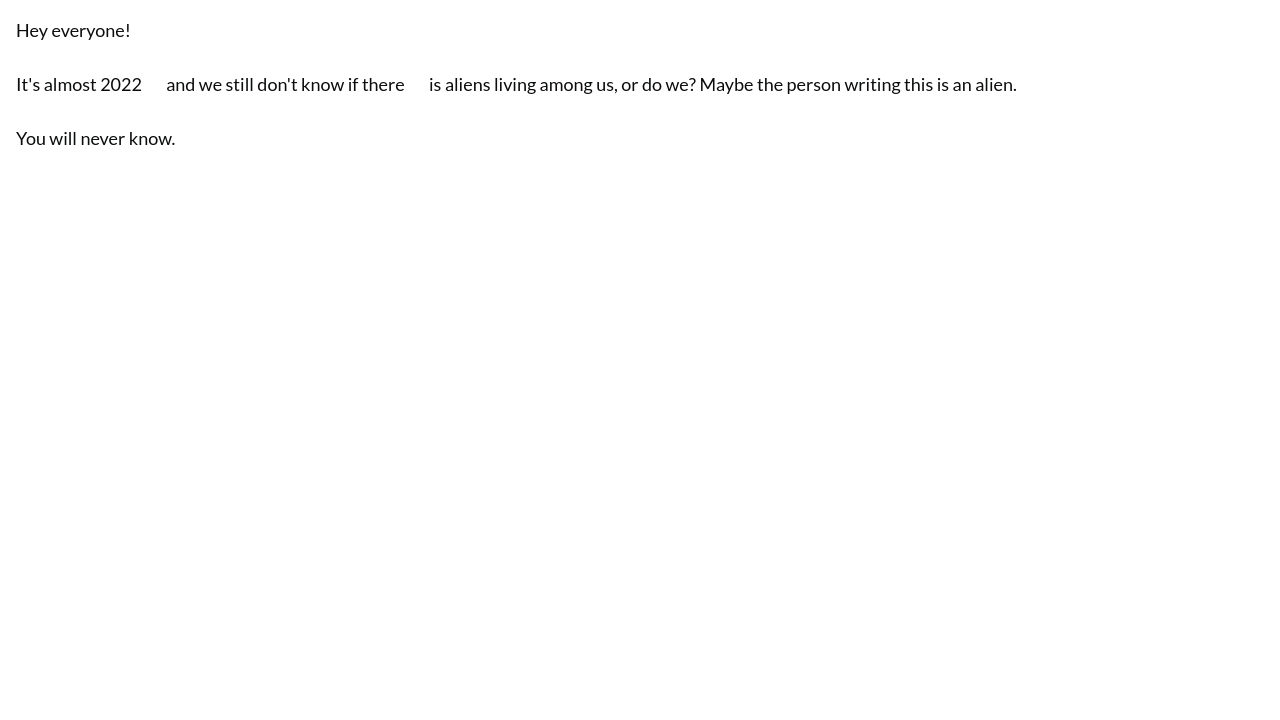 Hey everyone!
It's almost 2022 and we still don't know if there is aliens living among us, or do we? Maybe the person writing this is an alien.
You will never know.